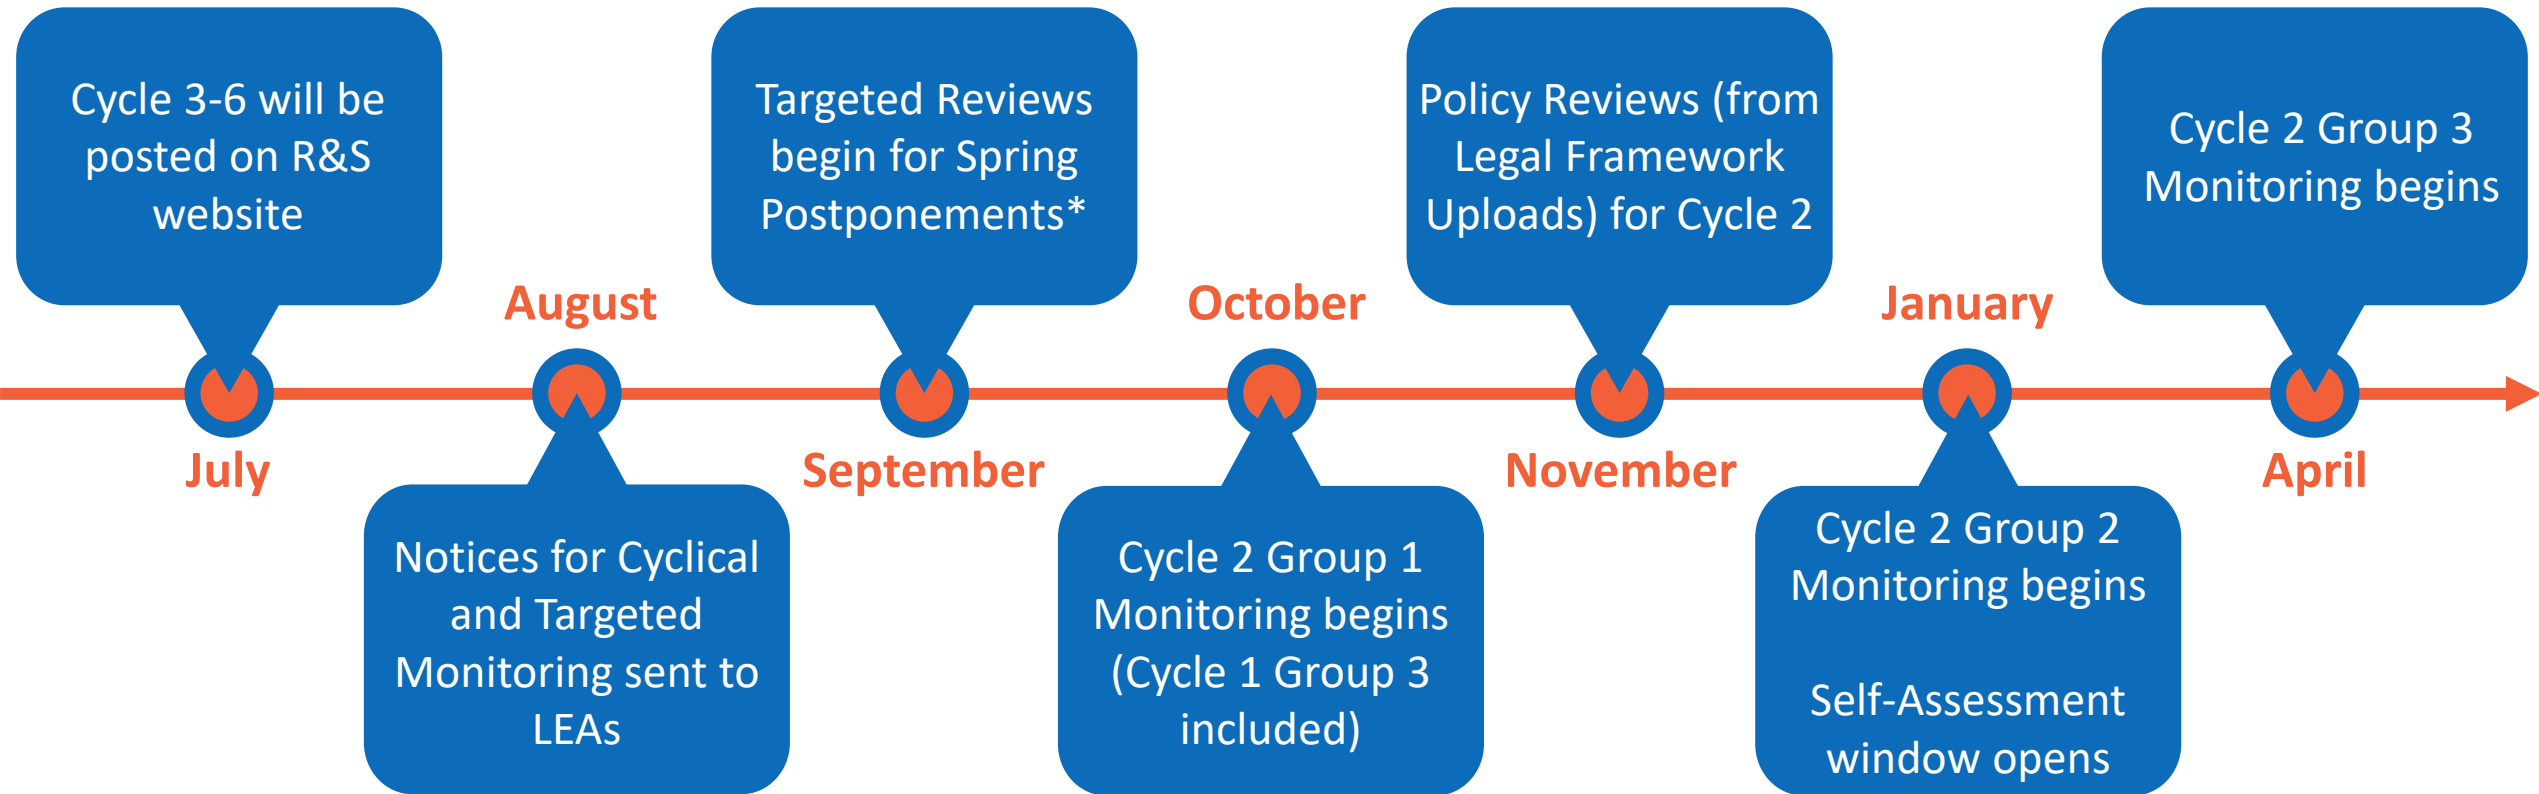 Cycle 3-6 will be
posted on R&S
website
July
August
Notices for Cyclical
and Targeted
Monitoring sent to
LEAs
Targeted Reviews
begin for Spring
Postponements*
September
October
Cycle 2 Group 1
Monitoring begins
(Cycle 1 Group 3
included)
Policy Reviews (from
Legal Framework
Uploads) for Cycle 2
November
January
Cycle 2 Group 2
Monitoring begins
Self-Assessment
window opens
Cycle 2 Group 3
Monitoring begins
April